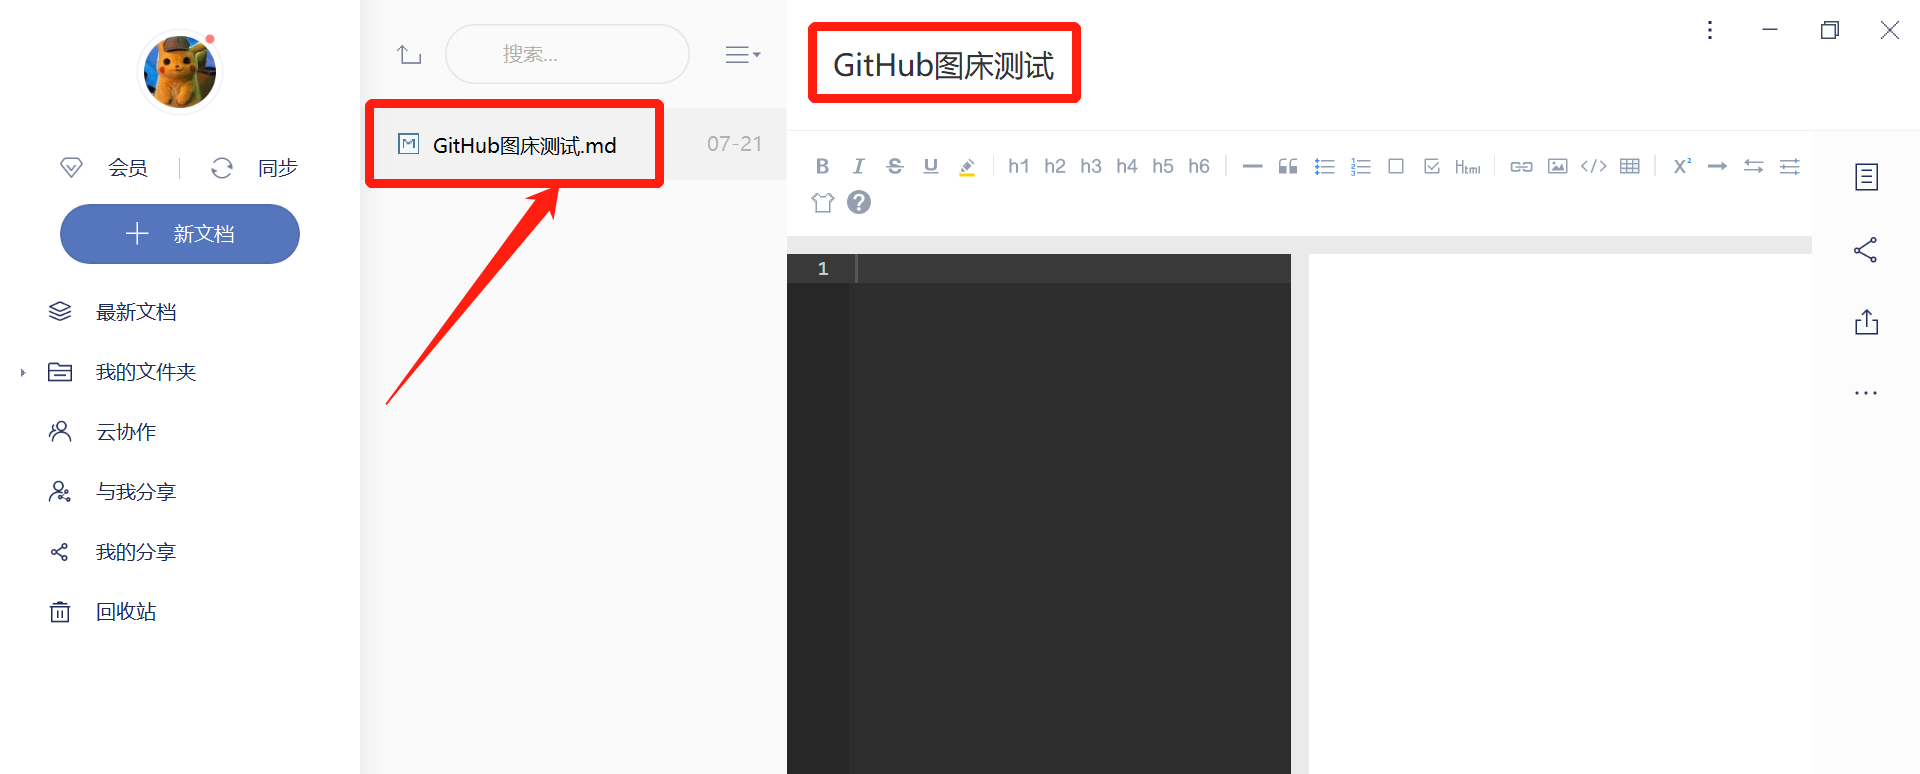 会员
同步
新文档
最新文档
我的文件夹
云协作
与我分享
我的分享
回收站
搜索...
GitHub图床测试.md
07-21
GitHub图床测试
B I S U h1 h2 h3 h4 h5 h6 Html </> X²
?
1